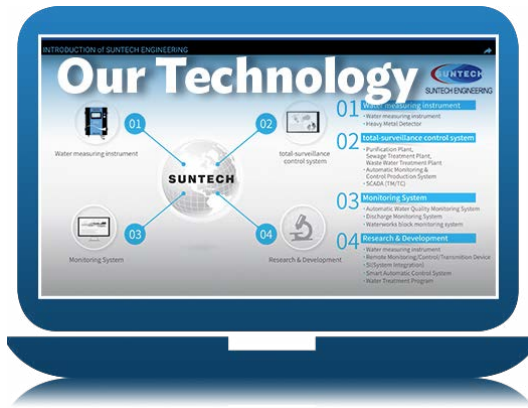 INTRODUCTION of SUNTECH ENGINEERING
Our Technology
SUNTECH
SUNTECH ENGINEERING
01
Water measuring instrument
02
total-surveillance
control system
SUNTECH
03
Monitoring System
04
Research & Development
01
Water measuring instrument
• Water measuring instrument
• Heavy Metal Detector
02
total-surveillance control system
• Purification Plant,
Sewage Treatment Plant,
Waste Water Treatment Plant
• Automatic Monitoring &
Control Production System
• SCADA (TM/TC)
03
Monitoring System
• Automatic Water Quality Monitoring System
• Discharge Monitoring System
• Waterworks block monitoring system
04
Research & Development
• Water measuring instrument
• Remote Monitoring/Control/Transmition Device
• SI(System Integration)
• Smart Automatic Control System
• Water Treatment Program